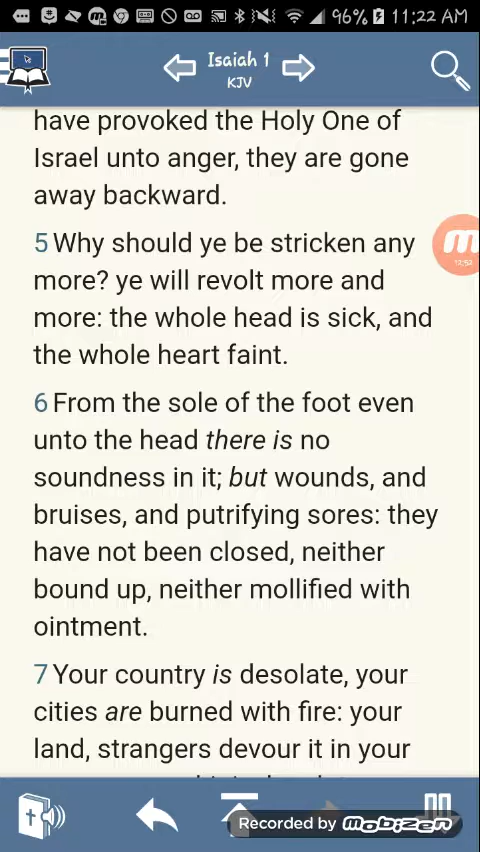 96% 11:22 AM
Isaiah 1
KJV
have provoked the Holy One of
Israel unto anger, they are gone
away backward.
5 Why should ye be stricken any
more? ye will revolt more and
more: the whole head is sick, and
the whole heart faint.
6 From the sole of the foot even
unto the head there is no
soundness in it; but wounds, and
bruises, and putrifying sores: they
have not been closed, neither
bound up, neither mollified with
ointment.
7 Your country is desolate, your
cities are burned with fire: your
land, strangers devour it in your
12:52
Recorded by Mobizen